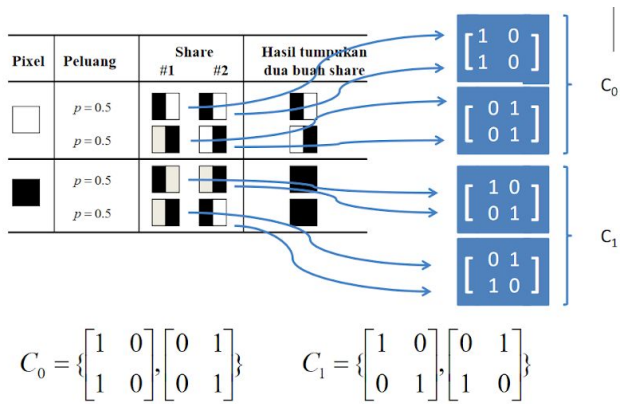 Pixel Peluang Share Hasil tumpukan
#1 #2 dua buah share
p = 0.5
p = 0.5
p = 0.5
p = 0.5
[1 0
1 0]
[0 1
0 1]
C₀
[1 0
0 1]
[0 1
1 0]
C₁
C₀ = {[1 0
1 0], [0 1
0 1]}
C₁ = {[1 0
0 1], [0 1
1 0]}